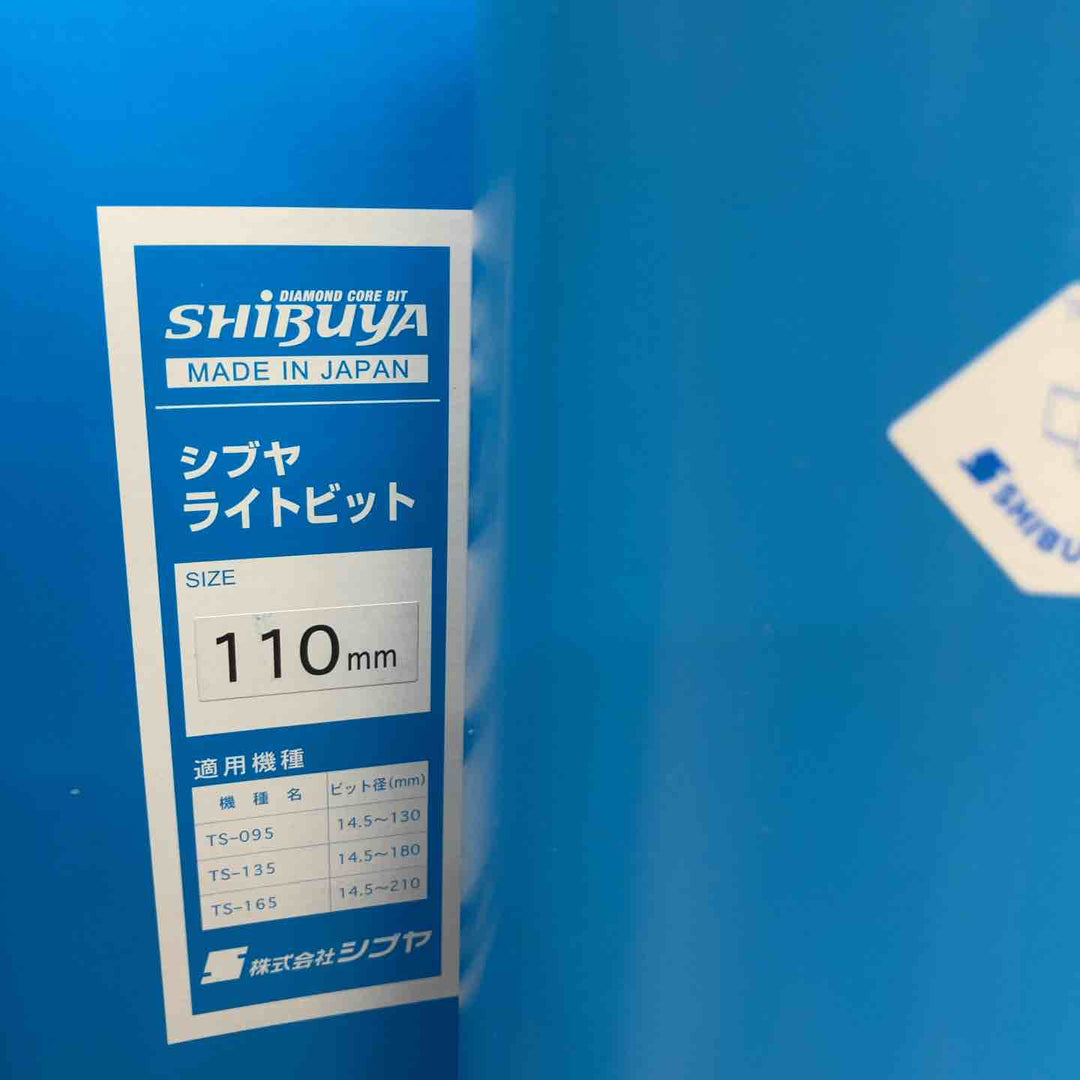 DIAMOND CORE BIT
SHIBUYA
MADE IN JAPAN
シブヤ
ライトビット
SIZE
110mm
適用機種
機種名 ビット径(mm)
TS-095 14.5～130
TS-135 14.5～180
TS-165 14.5～210
株式会社シブヤ
SHIBU